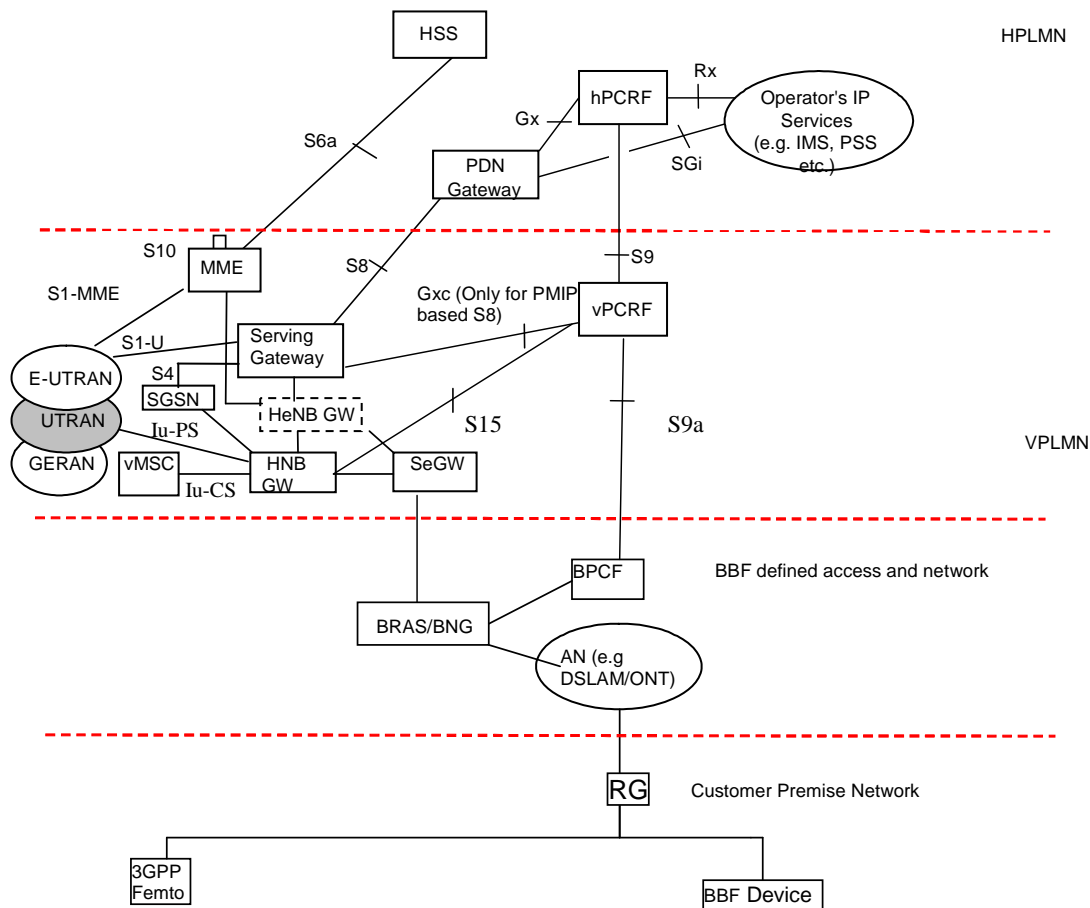 HSS
HPLMN
Rx
hPCRF
Operator's IP
Services
(e.g. IMS, PSS
etc.)
Gx
S6a
SGi
PDN
Gateway
S10
MME
S8
S9
S1-MME
Gxc (Only for PMIP
based S8)
vPCRF
S1-U
Serving
Gateway
E-UTRAN
S4
SGSN
HeNB GW
UTRAN
Iu-PS
S15
S9a
GERAN
vMSC
HNB
GW
SeGW
VPLMN
Iu-CS
BPCF
BBF defined access and network
BRAS/BNG
AN (e.g
DSLAM/ONT)
RG
Customer Premise Network
3GPP
Femto
BBF Device